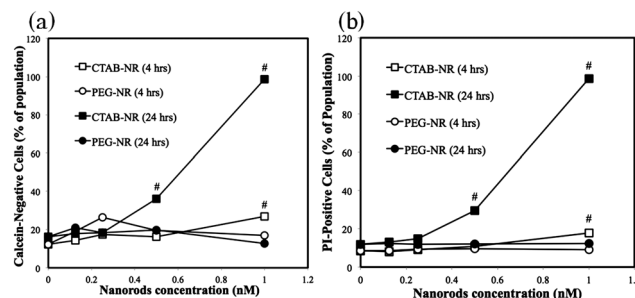 (a)
120
100
80
60
40
20
0
Calcein-Negative Cells (% of population)
CTAB-NR (4 hrs)
PEG-NR (4 hrs)
CTAB-NR (24 hrs)
PEG-NR (24 hrs)
#
#
#
0 0.2 0.4 0.6 0.8 1 1.2
Nanorods concentration (nM)
(b)
120
100
80
60
40
20
0
PI-Positive Cells (% of Population)
CTAB-NR (4 hrs)
CTAB-NR (24 hrs)
PEG-NR (4 hrs)
PEG-NR (24 hrs)
#
#
#
0 0.2 0.4 0.6 0.8 1
Nanorods concentration (nM)